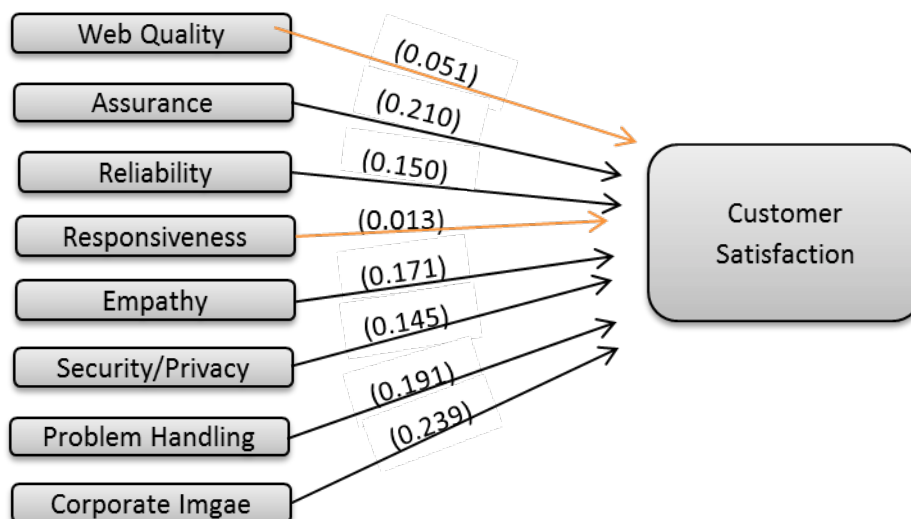 Web Quality
(0.051)
Assurance
(0.210)
Reliability
(0.150)
Responsiveness
(0.013)
Empathy
(0.171)
Security/Privacy
(0.145)
Problem Handling
(0.191)
Corporate Imgae
(0.239)
Customer
Satisfaction